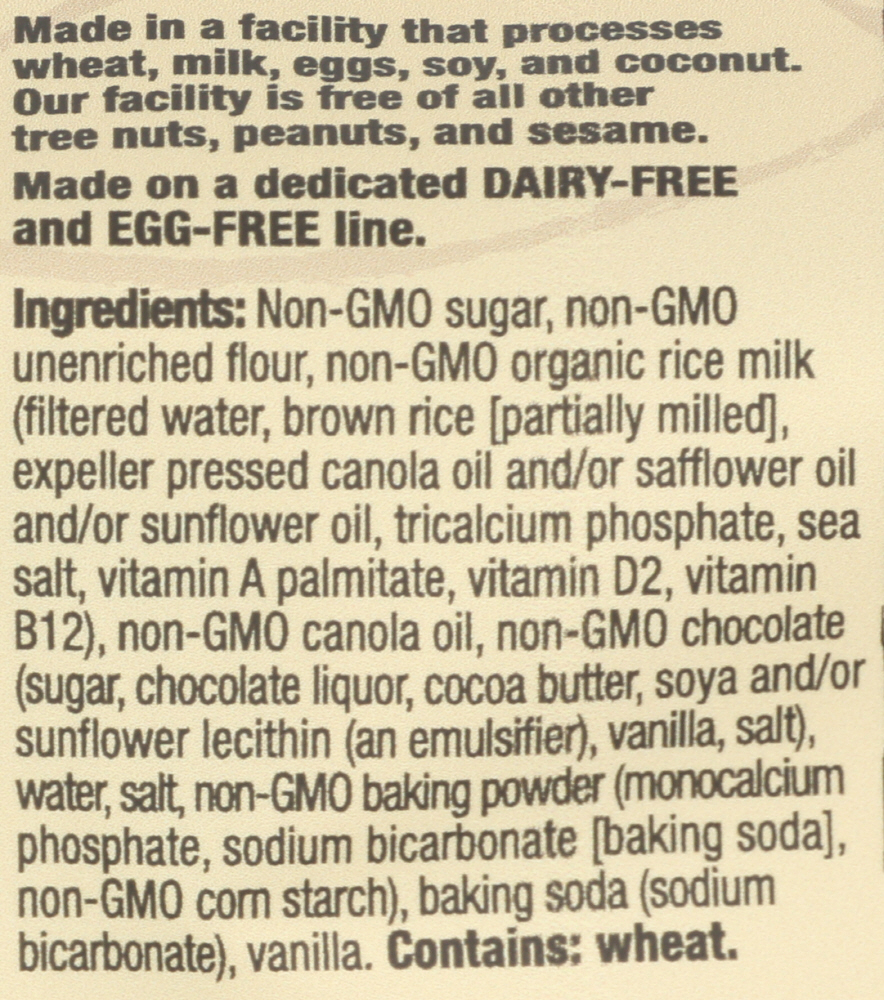 Made in a facility that processes
wheat, milk, eggs, soy, and coconut.
Our facility is free of all other
tree nuts, peanuts, and sesame.
Made on a dedicated DAIRY-FREE
and EGG-FREE line.
Ingredients: Non-GMO sugar, non-GMO
unenriched flour, non-GMO organic rice milk
(filtered water, brown rice [partially milled],
expeller pressed canola oil and/or safflower oil
and/or sunflower oil, tricalcium phosphate, sea
salt, vitamin A palmitate, vitamin D2, vitamin
B12), non-GMO canola oil, non-GMO chocolate
(sugar, chocolate liquor, cocoa butter, soya and/or
sunflower lecithin (an emulsifier), vanilla, salt),
water, salt, non-GMO baking powder (monocalcium
phosphate, sodium bicarbonate [baking soda],
non-GMO corn starch), baking soda (sodium
bicarbonate), vanilla. Contains: wheat.